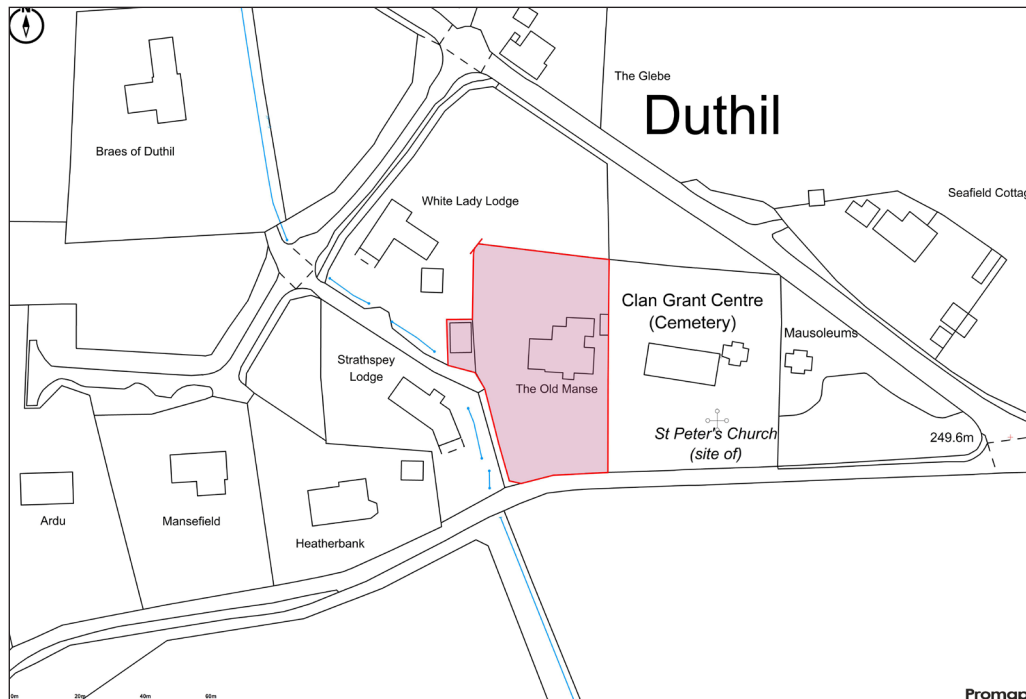 N
The Glebe
Duthil
Braes of Duthil
White Lady Lodge
Seafield Cottag
Clan Grant Centre
(Cemetery)
Mausoleums
Strathspey
Lodge
The Old Manse
St Peter's Church
(site of)
249.6m
Ardu
Mansefield
Heatherbank
0m
20m
40m
60m
Promap